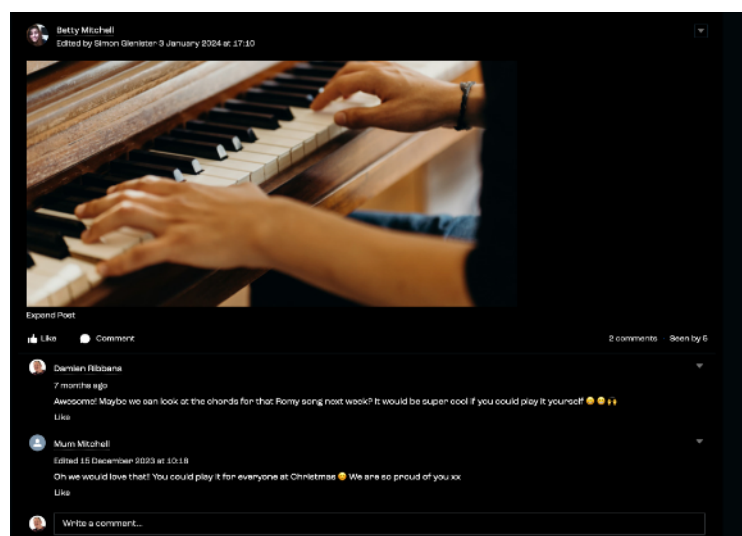 Betty Mitchell
Edited by Simon Glenister 3 January 2024 at 17:10
Expand Post
Like Comment 2 comments · Seen by 5
Damien Ribbans
7 months ago
Awesome! Maybe we can look at the chords for that Romy song next week? It would be super cool if you could play it yourself 😊 😊 🙌
Like
Mum Mitchell
Edited 15 December 2023 at 10:18
Oh we would love that!! You could play it for everyone at Christmas 😊 We are so proud of you xx
Like
Write a comment...